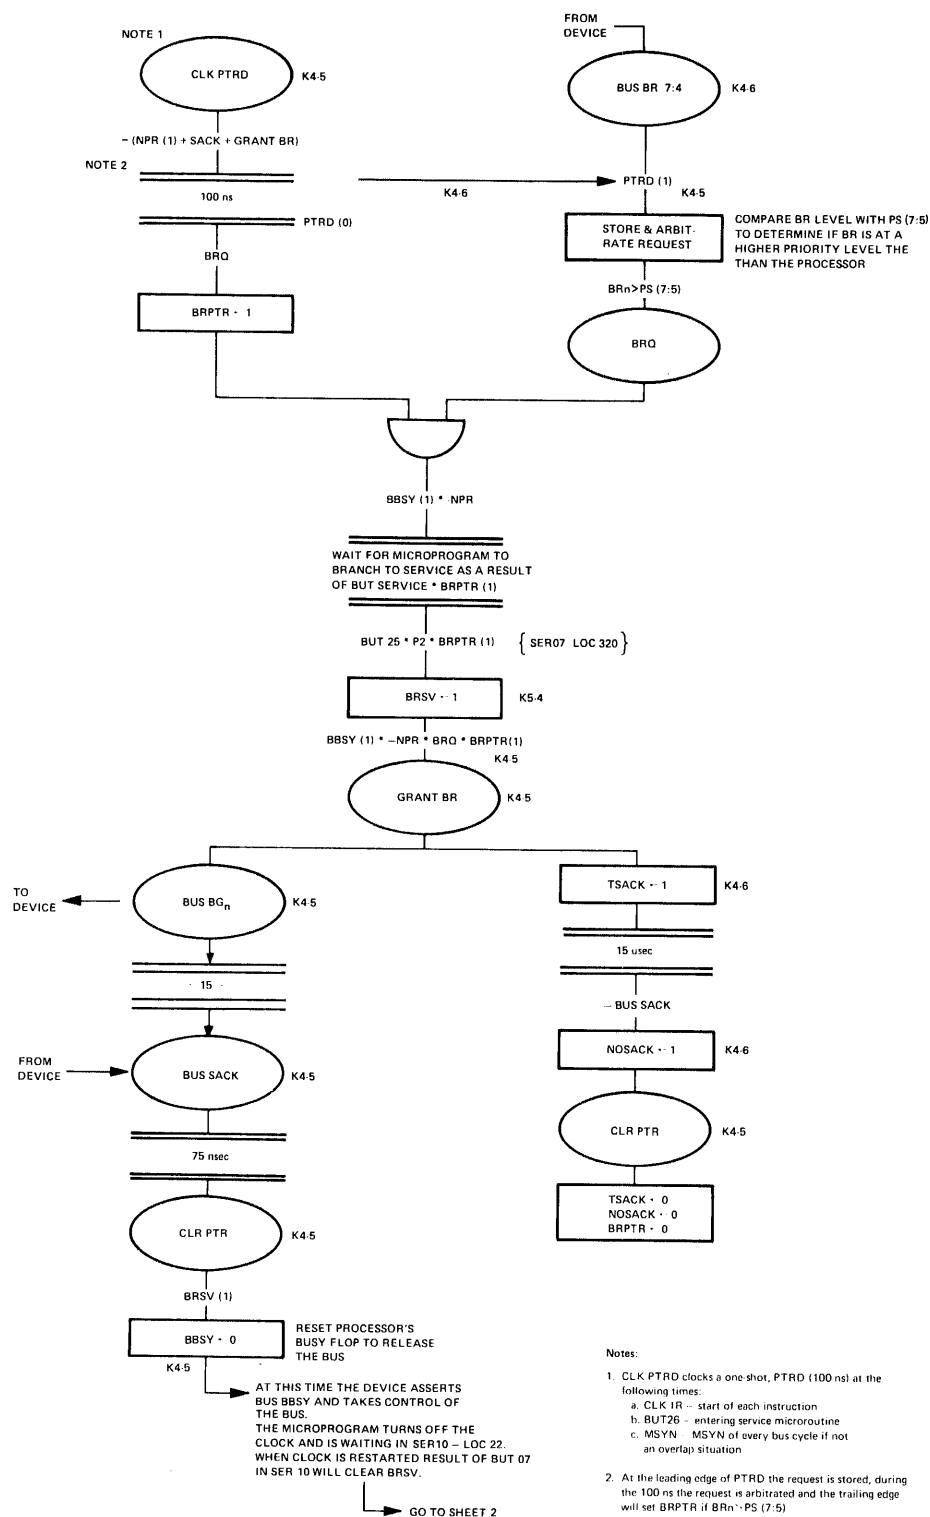 NOTE 1
CLK PTRD
K4-5
FROM
DEVICE
BUS BR 7:4
K4-6
– (NPR (1) + SACK + GRANT BR)
NOTE 2
100 ns
K4-6
PTRD (1)
K4-5
PTRD (0)
STORE & ARBIT-
RATE REQUEST
COMPARE BR LEVEL WITH PS (7:5)
TO DETERMINE IF BR IS AT A
HIGHER PRIORITY LEVEL THE
THAN THE PROCESSOR
BRQ
BRn>PS (7:5)
BRPTR - 1
BRQ
BBSY (1) * -NPR
WAIT FOR MICROPROGRAM TO
BRANCH TO SERVICE AS A RESULT
OF BUT SERVICE * BRPTR (1)
BUT 25 * P2 * BRPTR (1)
{ SER07 LOC 320 }
BRSV - 1
K5-4
BBSY (1) * –NPR * BRQ * BRPTR(1)
K4-5
GRANT BR
K4-5
TO
DEVICE
BUS BGn
K4-5
TSACK - 1
K4-6
- 15 -
15 usec
– BUS SACK
FROM
DEVICE
BUS SACK
K4-5
NOSACK - 1
K4-6
75 nsec
CLR PTR
K4-5
TSACK - 0
NOSACK - 0
BRPTR - 0
CLR PTR
K4-5
BRSV (1)
BBSY - 0
K4-5
RESET PROCESSOR'S
BUSY FLOP TO RELEASE
THE BUS
AT THIS TIME THE DEVICE ASSERTS
BUS BBSY AND TAKES CONTROL OF
THE BUS.
THE MICROPROGRAM TURNS OFF THE
CLOCK AND IS WAITING IN SER10 – LOC 22.
WHEN CLOCK IS RESTARTED RESULT OF BUT 07
IN SER 10 WILL CLEAR BRSV.
GO TO SHEET 2
Notes:
1. CLK PTRD clocks a one-shot, PTRD (100 ns) at the
following times:
a. CLK IR – start of each instruction
b. BUT26 – entering service microroutine
c. MSYN MSYN of every bus cycle if not
an overlap situation
2. At the leading edge of PTRD the request is stored, during
the 100 ns the request is arbitrated and the trailing edge
will set BRPTR if BRn > PS (7:5)